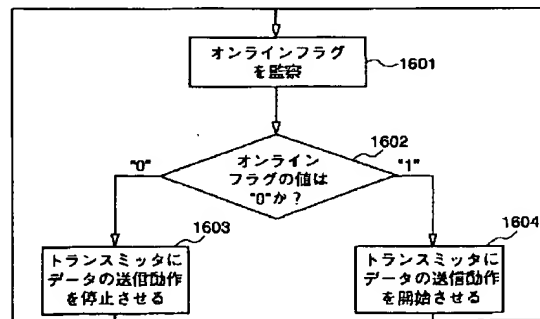 オンラインフラグ
を監察
1601
1602
オンライン
フラグの値は
"0"か？
"0"
"1"
1603
トランスミッタに
データの送信動作
を停止させる
1604
トランスミッタに
データの送信動作
を開始させる